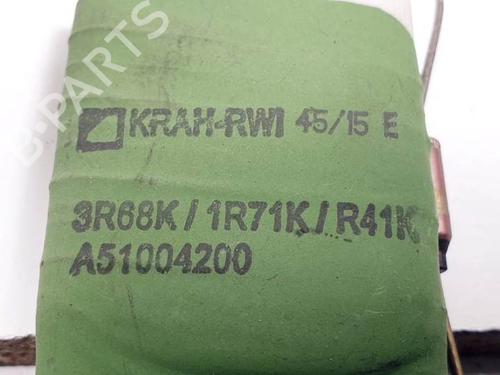 B-PARTS
KRAH-RWI 45/15 E
3R68K/1R71K/R41K
A51004200